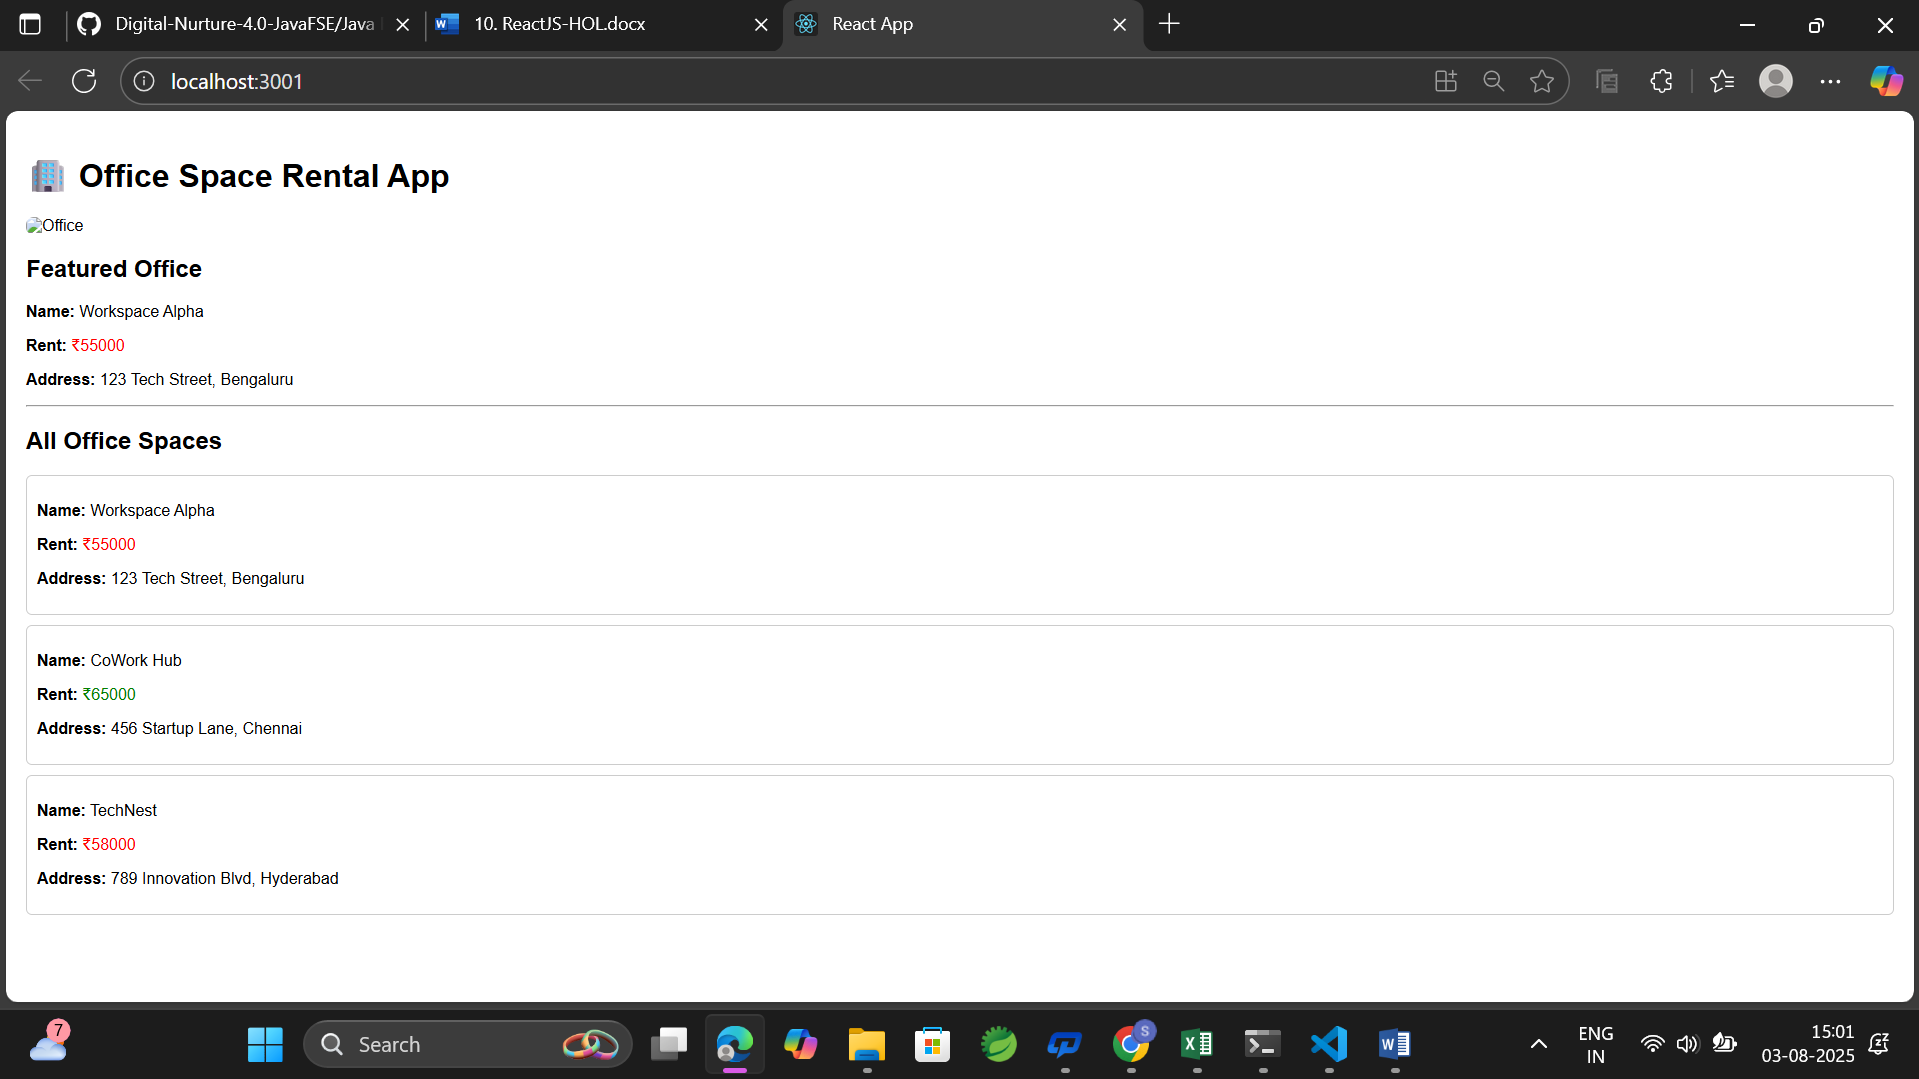 Digital-Nurture-4.0-JavaFSE/Java
10. ReactJS-HOL.docx
React App
localhost:3001
Office Space Rental App
Office
Featured Office
Name: Workspace Alpha
Rent: ₹55000
Address: 123 Tech Street, Bengaluru
All Office Spaces
Name: Workspace Alpha
Rent: ₹55000
Address: 123 Tech Street, Bengaluru
Name: CoWork Hub
Rent: ₹65000
Address: 456 Startup Lane, Chennai
Name: TechNest
Rent: ₹58000
Address: 789 Innovation Blvd, Hyderabad
7
Search
S
ENG
IN
15:01
03-08-2025